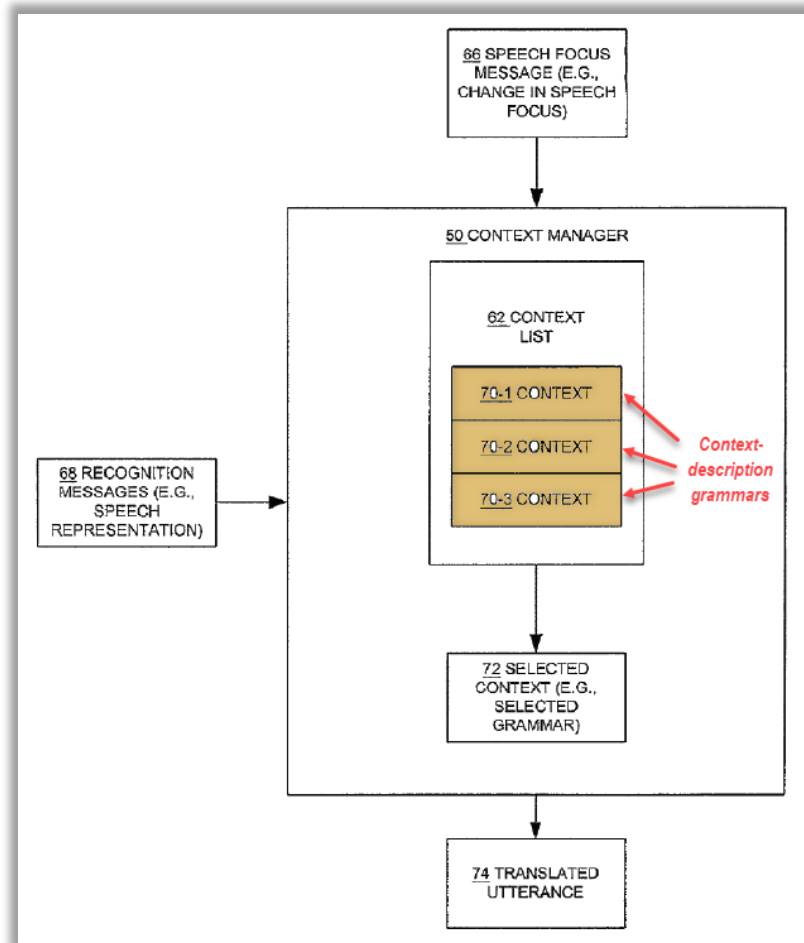 66 SPEECH FOCUS
MESSAGE (E.G.,
CHANGE IN SPEECH
FOCUS)
50 CONTEXT MANAGER
62 CONTEXT
LIST
70-1 CONTEXT
70-2 CONTEXT
70-3 CONTEXT
Context-
description
grammars
68 RECOGNITION
MESSAGES (E.G.,
SPEECH
REPRESENTATION)
72 SELECTED
CONTEXT (E.G.,
SELECTED
GRAMMAR)
74 TRANSLATED
UTTERANCE